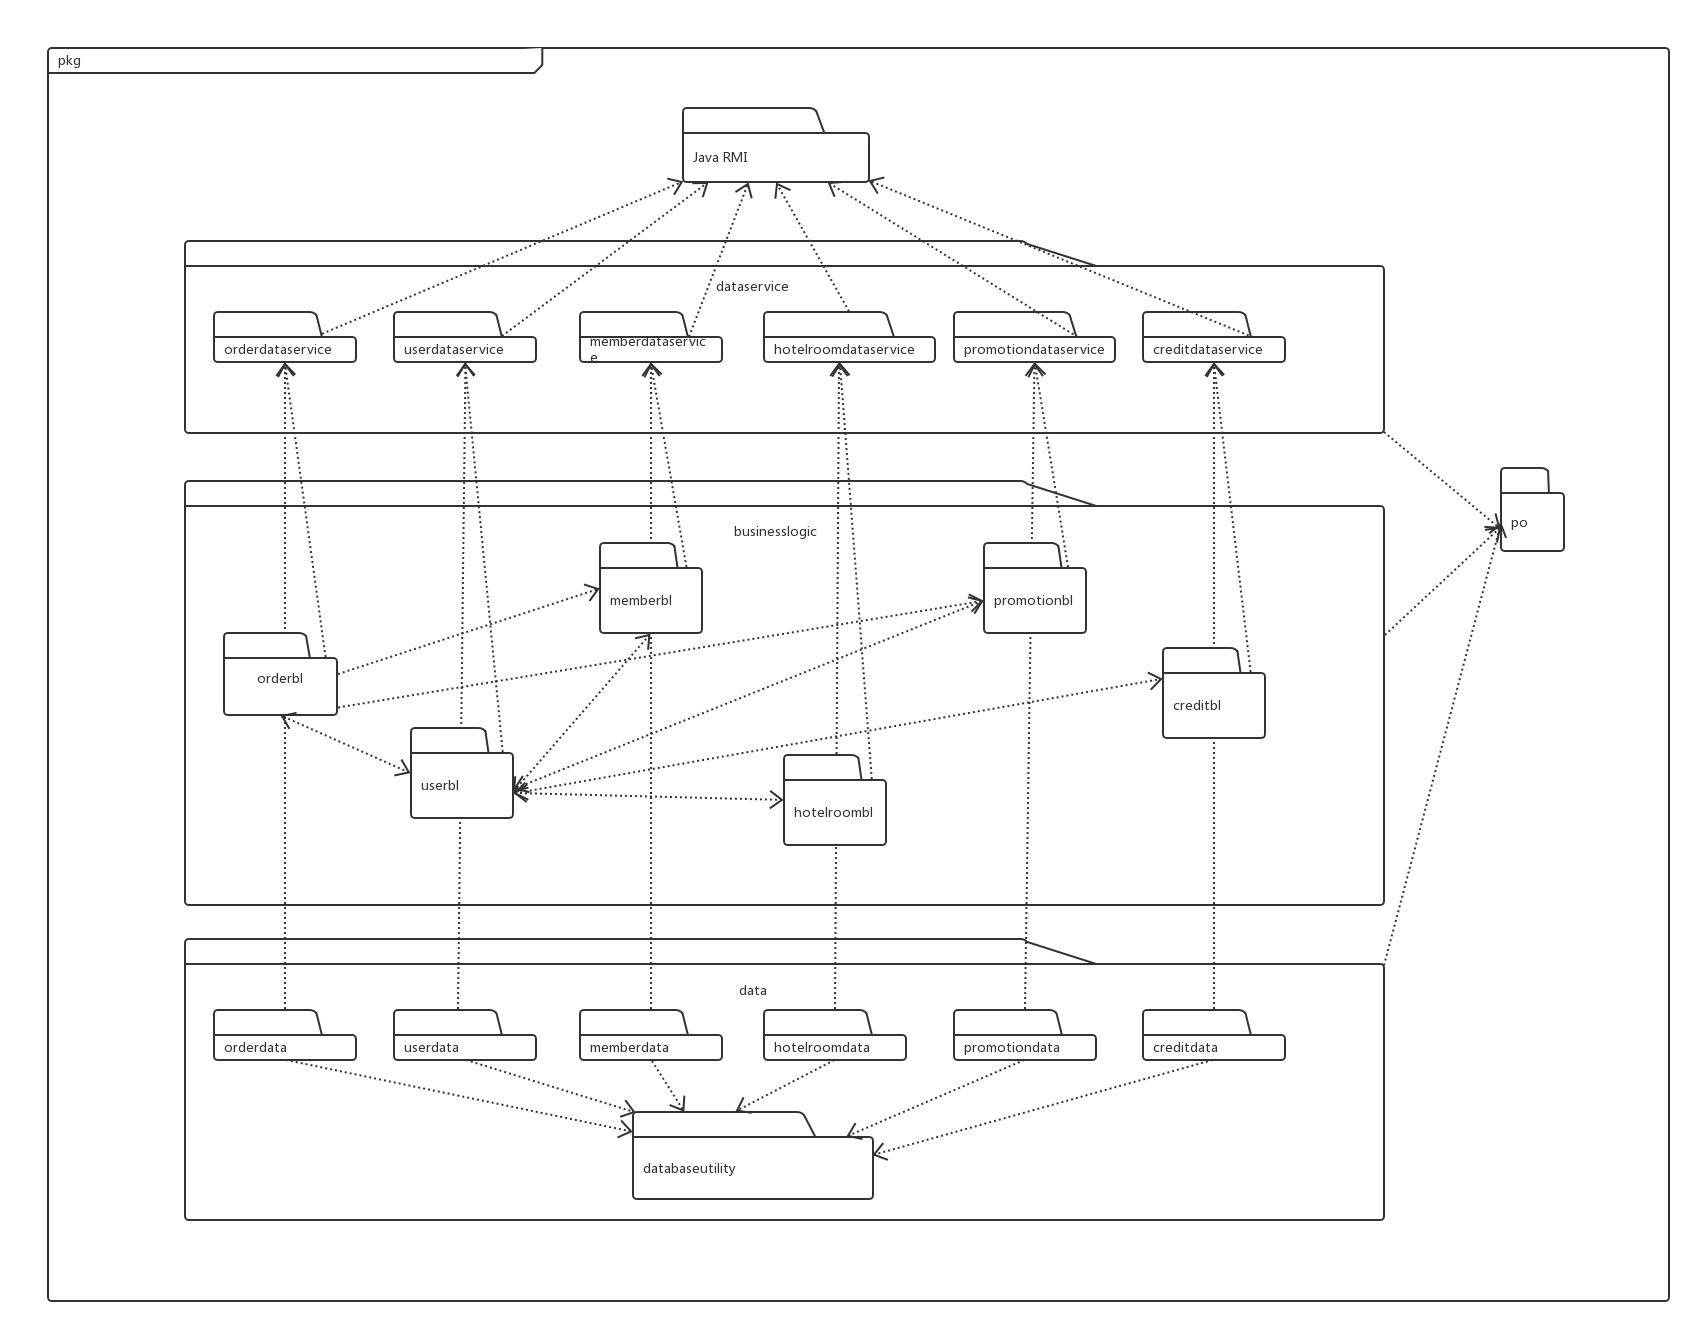 pkg
Java RMI
dataservice
orderdataservice
userdataservice
memberdataservic
e
hotelroomdataservice
promotiondataservice
creditdataservice
po
businesslogic
memberbl
promotionbl
orderbl
creditbl
userbl
hotelroombl
data
orderdata
userdata
memberdata
hotelroomdata
promotiondata
creditdata
databaseutility